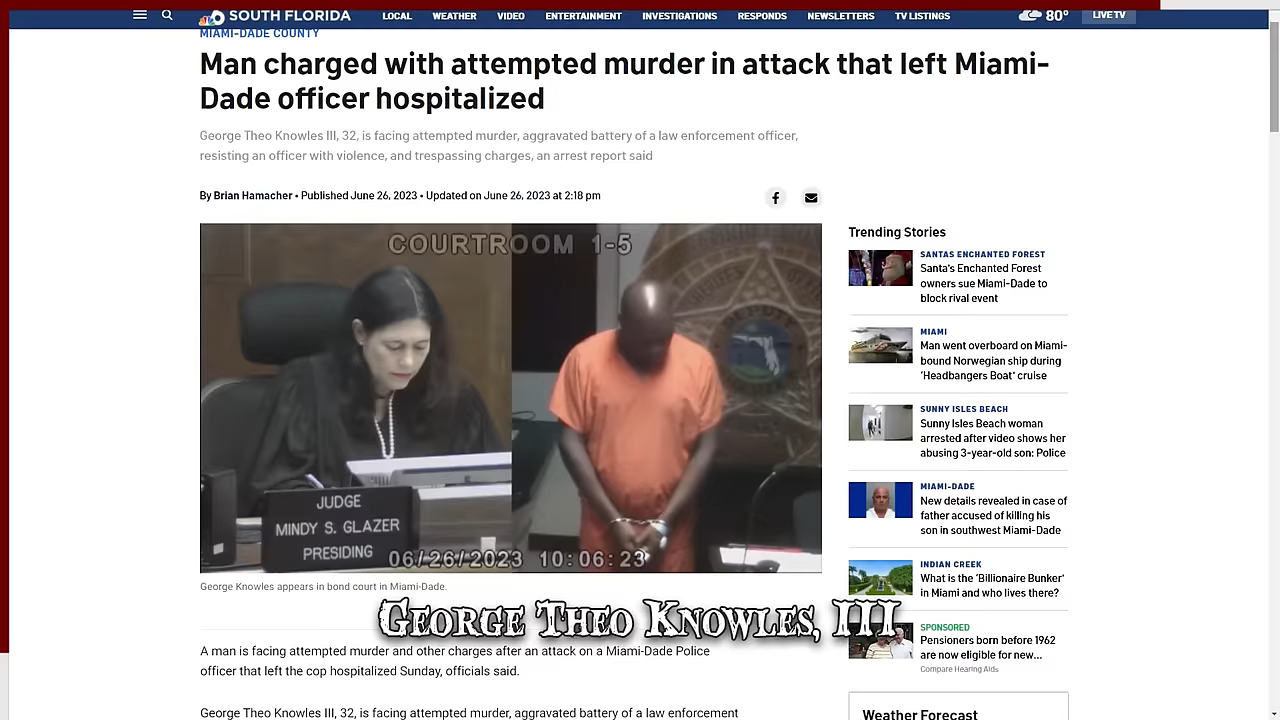 SOUTH FLORIDA
LOCAL WEATHER VIDEO ENTERTAINMENT INVESTIGATIONS RESPONDS NEWSLETTERS TV LISTINGS
80°
LIVE TV
MIAMI-DADE COUNTY
Man charged with attempted murder in attack that left Miami-
Dade officer hospitalized
George Theo Knowles III, 32, is facing attempted murder, aggravated battery of a law enforcement officer,
resisting an officer with violence, and trespassing charges, an arrest report said
By Brian Hamacher • Published June 26, 2023 • Updated on June 26, 2023 at 2:18 pm
COURTROOM 1-5
DEPUTY
JUDGE
MINDY S. GLAZER
PRESIDING
06/26/2023 10:06:23
George Knowles appears in bond court in Miami-Dade.
GEORGE THEO KNOWLES, III.
A man is facing attempted murder and other charges after an attack on a Miami-Dade Police
officer that left the cop hospitalized Sunday, officials said.
George Theo Knowles III, 32, is facing attempted murder, aggravated battery of a law enforcement
Trending Stories
SANTAS ENCHANTED FOREST
Santa's Enchanted Forest
owners sue Miami-Dade to
block rival event
MIAMI
Man went overboard on Miami-
bound Norwegian ship during
'Headbangers Boat' cruise
SUNNY ISLES BEACH
Sunny Isles Beach woman
arrested after video shows her
abusing 3-year-old son: Police
MIAMI-DADE
New details revealed in case of
father accused of killing his
son in southwest Miami-Dade
INDIAN CREEK
What is the 'Billionaire Bunker'
in Miami and who lives there?
SPONSORED
Pensioners born before 1962
are now eligible for new...
Compare Hearing Aids
Weather Forecast